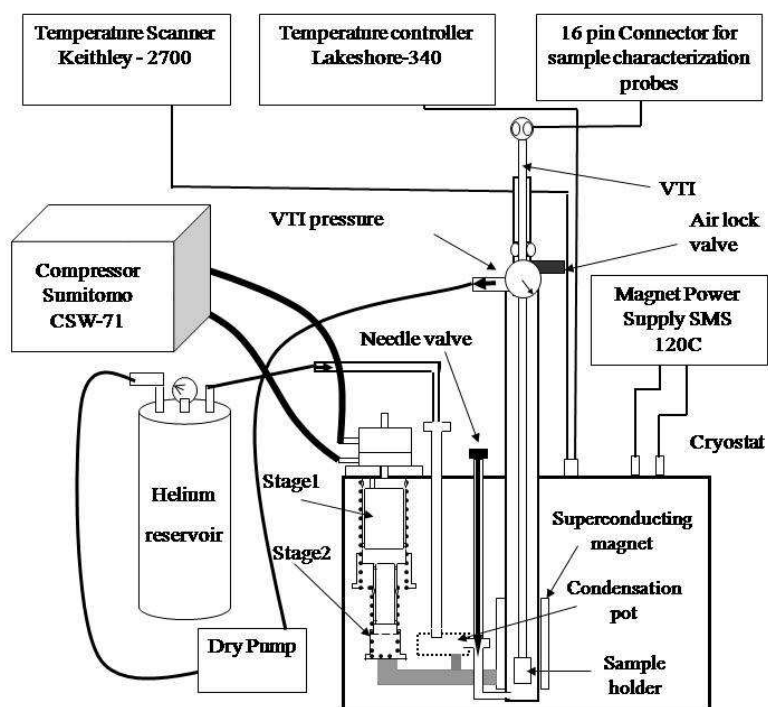 Temperature Scanner
Keithley - 2700
Temperature controller
Lakeshore-340
16 pin Connector for
sample characterization
probes
VTI
VTI pressure
Air lock
valve
Compressor
Sumitomo
CSW-71
Magnet Power
Supply SMS
120C
Needle valve
Cryostat
Helium
reservoir
Stage1
Stage2
Superconducting
magnet
Condensation
pot
Dry Pump
Sample
holder